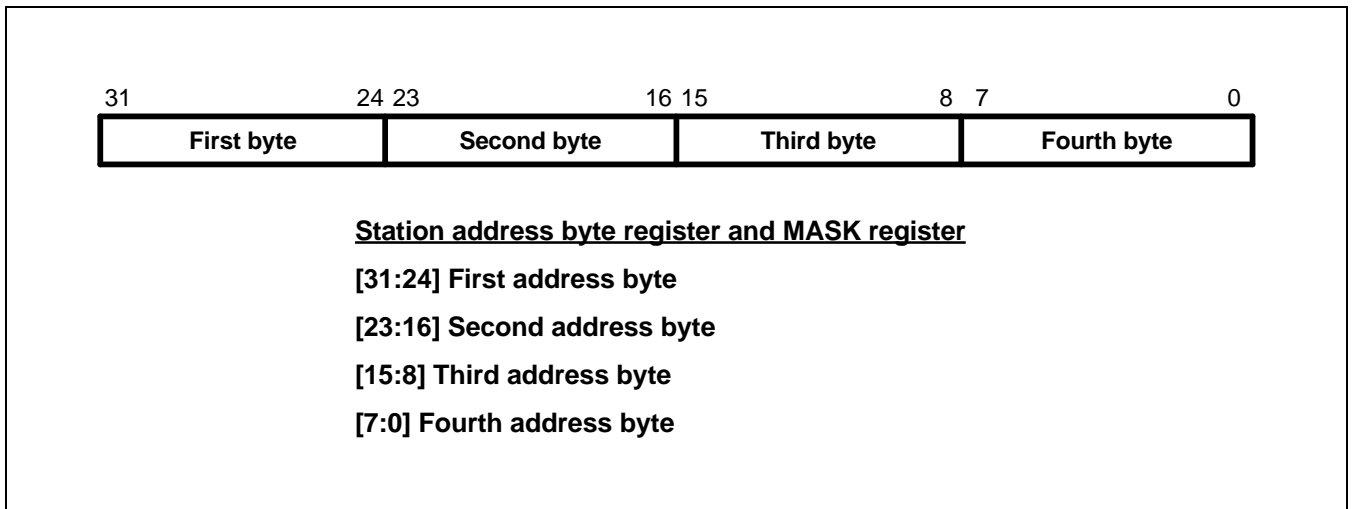 31 24 23 16 15 8 7 0
First byte Second byte Third byte Fourth byte
Station address byte register and MASK register
[31:24] First address byte
[23:16] Second address byte
[15:8] Third address byte
[7:0] Fourth address byte